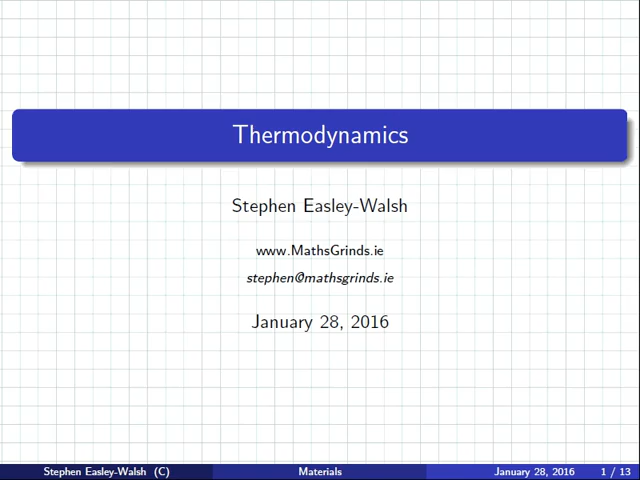 Thermodynamics
Stephen Easley-Walsh
www.MathsGrinds.ie
stephen@mathsgrinds.ie
January 28, 2016
Stephen Easley-Walsh (C) Materials January 28, 2016 1 / 13